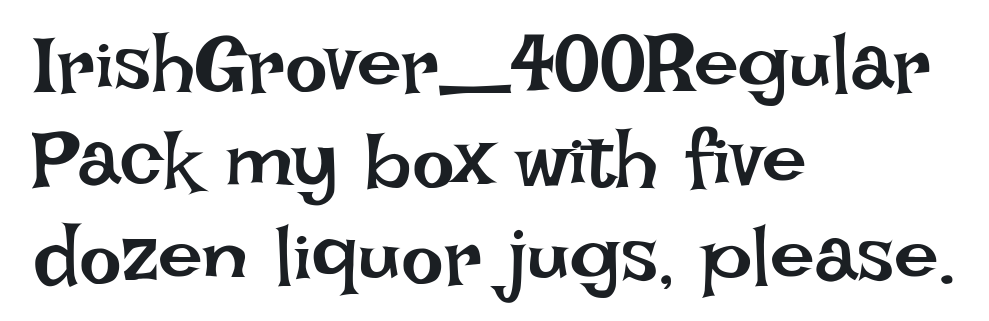 IrishGrover_400Regular
Pack my box with five
dozen liquor jugs, please.